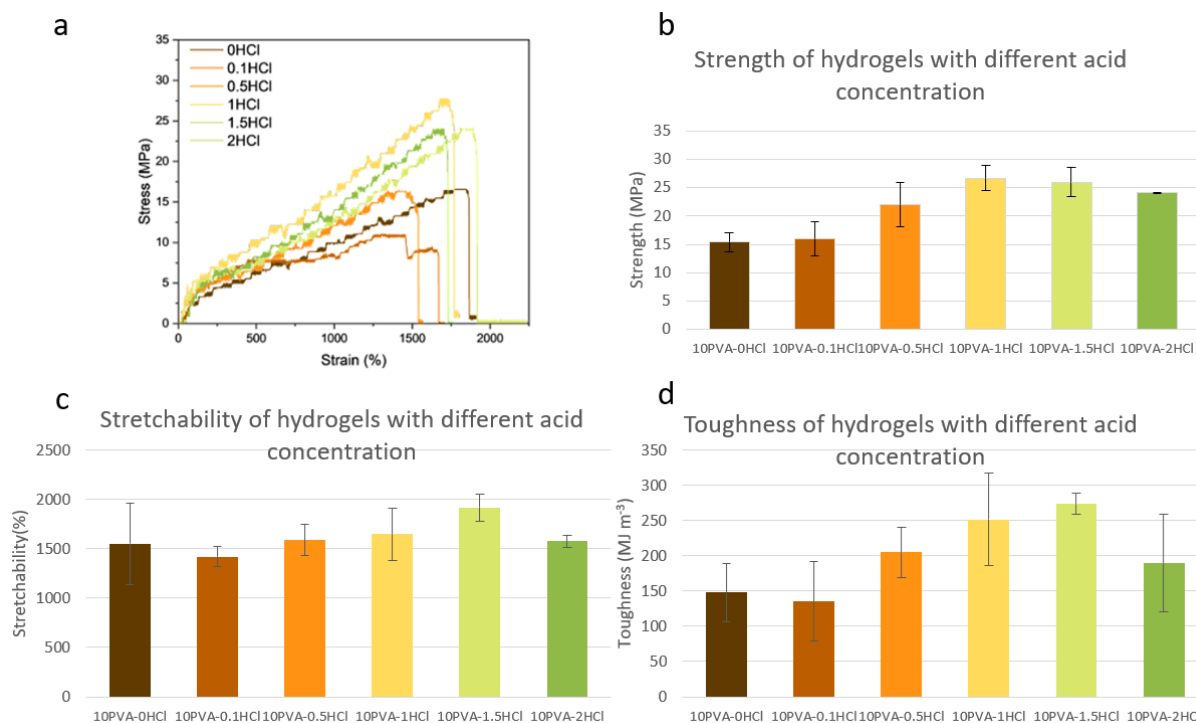 a
35
30
25
20
15
10
5
0
Stress (MPa)
0HCl
0.1HCl
0.5HCl
1HCl
1.5HCl
2HCl
0 500 1000 1500 2000
Strain (%)
b
Strength of hydrogels with different acid
concentration
35
30
25
20
15
10
5
0
Strength (MPa)
10PVA-0HCl 10PVA-0.1HCl 10PVA-0.5HCl 10PVA-1HCl 10PVA-1.5HCl 10PVA-2HCl
c
Stretchability of hydrogels with different acid
concentration
2500
2000
1500
1000
500
0
Stretchability(%)
10PVA-0HCl 10PVA-0.1HCl 10PVA-0.5HCl 10PVA-1HCl 10PVA-1.5HCl 10PVA-2HCl
d
Toughness of hydrogels with different acid
concentration
350
300
250
200
150
100
50
0
Toughness (MJ m⁻³)
10PVA-0HCl 10PVA-0.1HCl 10PVA-0.5HCl 10PVA-1HCl 10PVA-1.5HCl 10PVA-2HCl